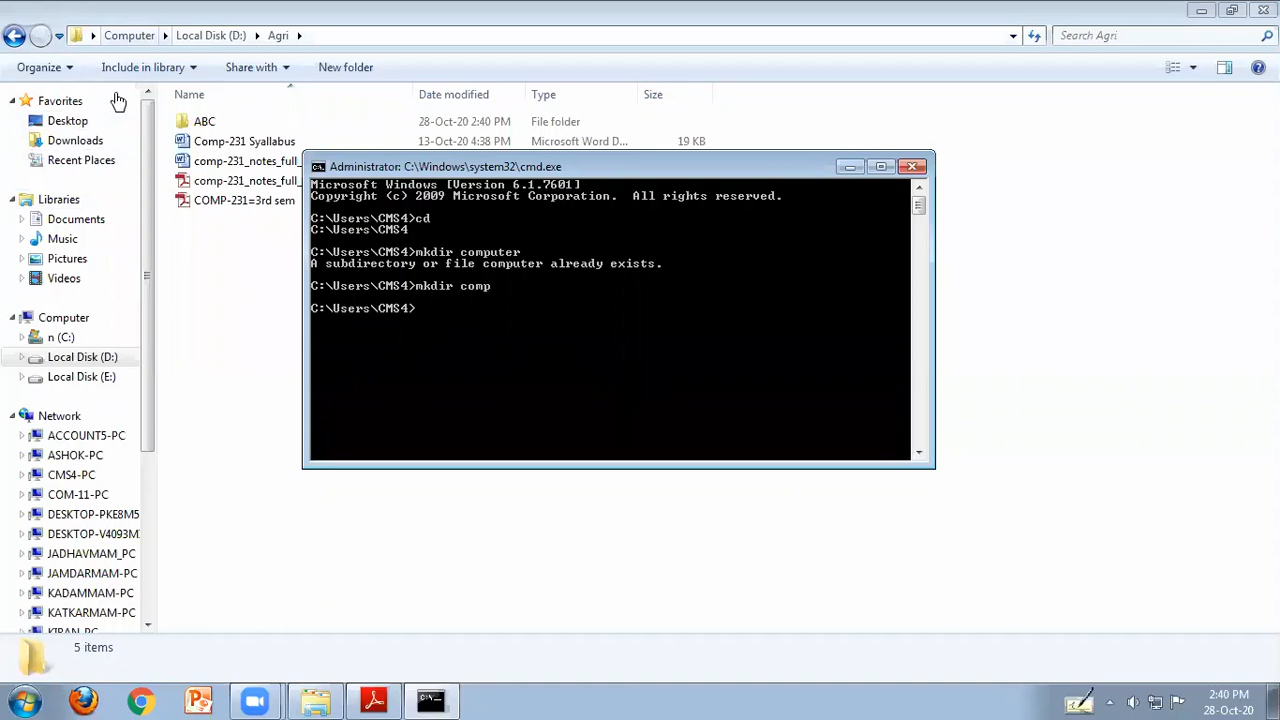 Computer Local Disk (D:) Agri
Search Agri
Organize Include in library Share with New folder
Favorites
Desktop
Downloads
Recent Places
Libraries
Documents
Music
Pictures
Videos
Computer
n (C:)
Local Disk (D:)
Local Disk (E:)
Network
ACCOUNT5-PC
ASHOK-PC
CMS4-PC
COM-11-PC
DESKTOP-PKE8M5
DESKTOP-V4093M
JADHAVMAM_PC
JAMDARMAM-PC
KADAMMAM-PC
KATKARMAM-PC
KIRAN-PC
Name Date modified Type Size
ABC 28-Oct-20 2:40 PM File folder
Comp-231 Syallabus 13-Oct-20 4:38 PM Microsoft Word D... 19 KB
comp-231_notes_full_
comp-231_notes_full_
COMP-231=3rd sem
Administrator: C:\Windows\system32\cmd.exe
Microsoft Windows [Version 6.1.7601]
Copyright (c) 2009 Microsoft Corporation. All rights reserved.
C:\Users\CMS4>cd
C:\Users\CMS4
C:\Users\CMS4>mkdir computer
A subdirectory or file computer already exists.
C:\Users\CMS4>mkdir comp
C:\Users\CMS4>
5 items
2:40 PM
28-Oct-20